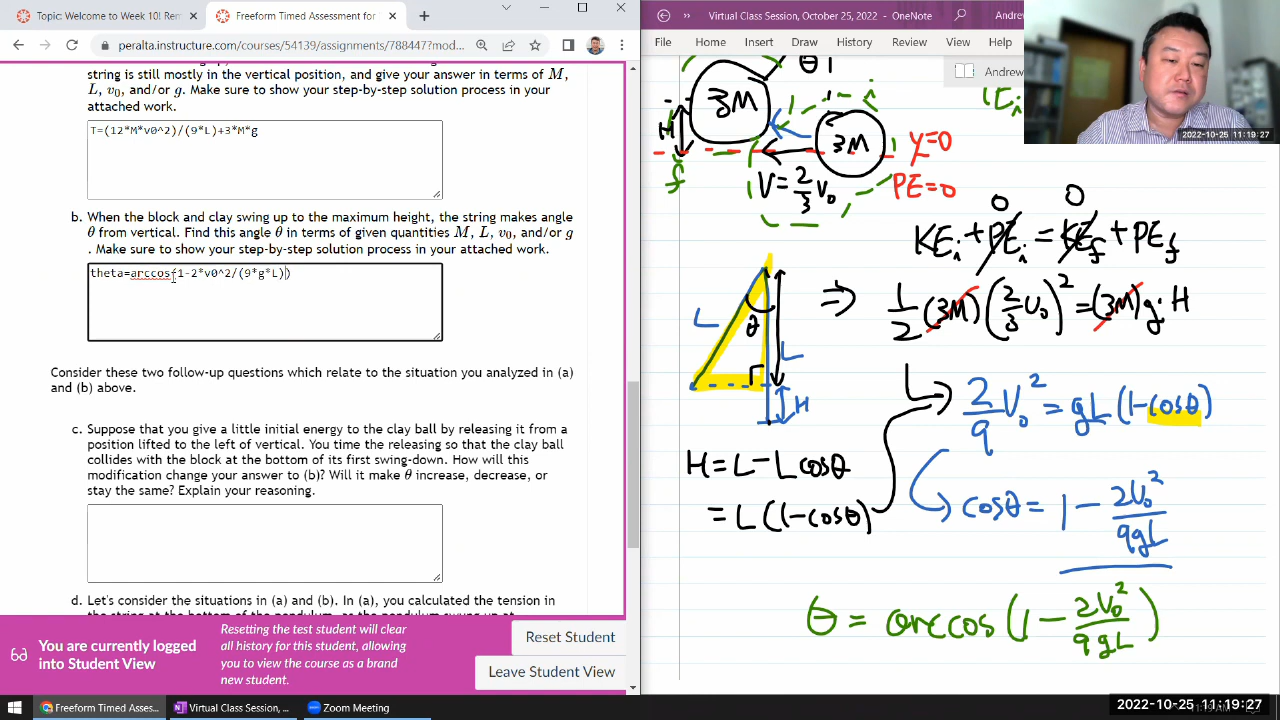 Topic: Welcome to Week 10! Rem
Freeform Timed Assessment for
Virtual Class Session, October 25, 2022 – OneNote
Andrew
peralta.instructure.com/courses/54139/assignments/788447?mod...
File Home Insert Draw History Review View Help
Andrew
string is still mostly in the vertical position, and give your answer in terms of M,
L, v₀, and/or g. Make sure to show your step-by-step solution process in your
attached work.
T=(12*M*v0^2)/(9*L)+3*M*g
b. When the block and clay swing up to the maximum height, the string makes angle
θ from vertical. Find this angle θ in terms of given quantities M, L, v₀, and/or g
. Make sure to show your step-by-step solution process in your attached work.
theta=arccos(1-2*v0^2/(9*g*L))
Consider these two follow-up questions which relate to the situation you analyzed in (a)
and (b) above.
c. Suppose that you give a little initial energy to the clay ball by releasing it from a
position lifted to the left of vertical. You time the releasing so that the clay ball
collides with the block at the bottom of its first swing-down. How will this
modification change your answer to (b)? Will it make θ increase, decrease, or
stay the same? Explain your reasoning.
d. Let's consider the situations in (a) and (b). In (a), you calculated the tension in
You are currently logged
into Student View
Resetting the test student will clear
all history for this student, allowing
you to view the course as a brand
new student.
Reset Student
Leave Student View
θ i
3M
H
f
3M
i
y=0
PE=0
V=2/3 v₀
0 0
KEᵢ+PEᵢ=KE_f+PE_f
⇒ 1/2 (3M)(2/3 v₀)²=(3M)g·H
L
θ
L
H
2/9 v₀²=gL(1-cosθ)
H=L-Lcosθ
=L(1-cosθ)
cosθ=1-2v₀²/9gL
θ=arccos(1-2v₀²/9gL)
2022-10-25 11:19:27
Freeform Timed Asses...
Virtual Class Session, ...
Zoom Meeting
2022-10-25 11:19:27